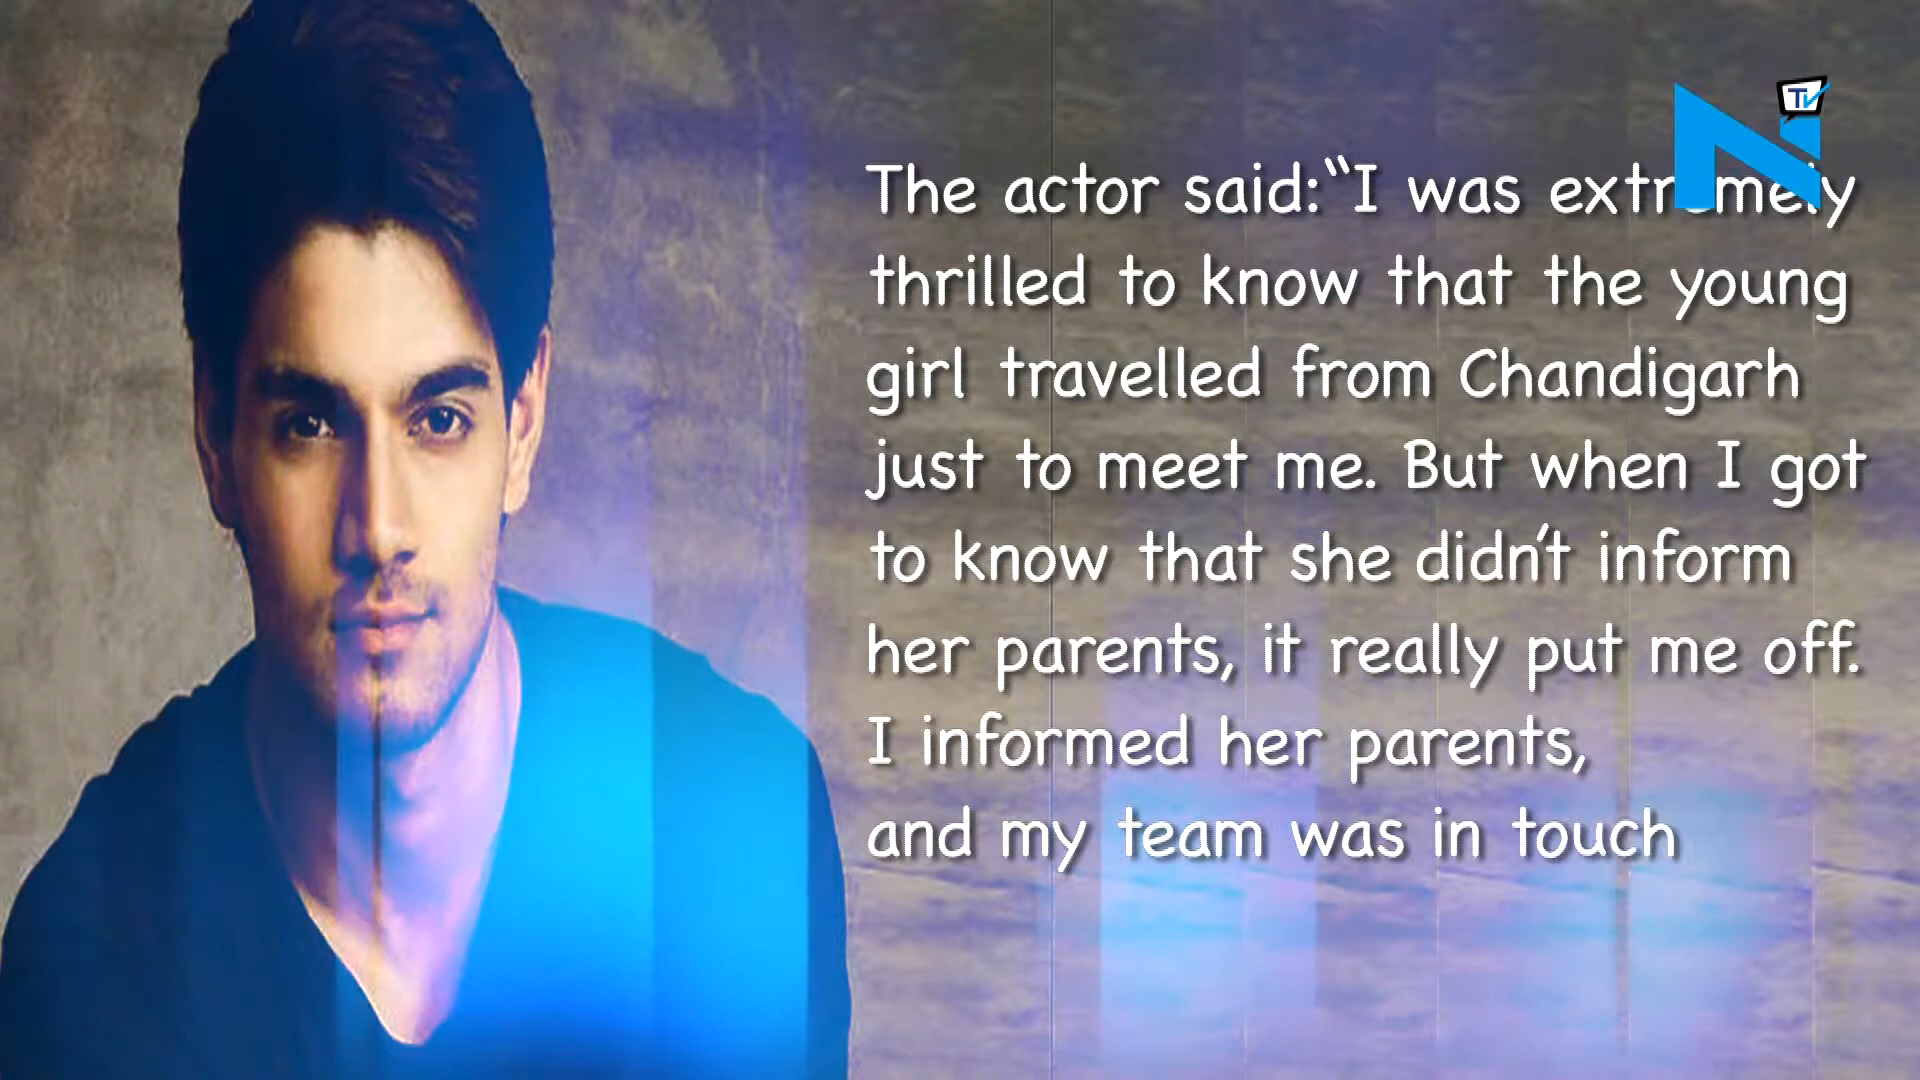 TV
The actor said:“I was extremely
thrilled to know that the young
girl travelled from Chandigarh
just to meet me. But when I got
to know that she didn’t inform
her parents, it really put me off.
I informed her parents,
and my team was in touch